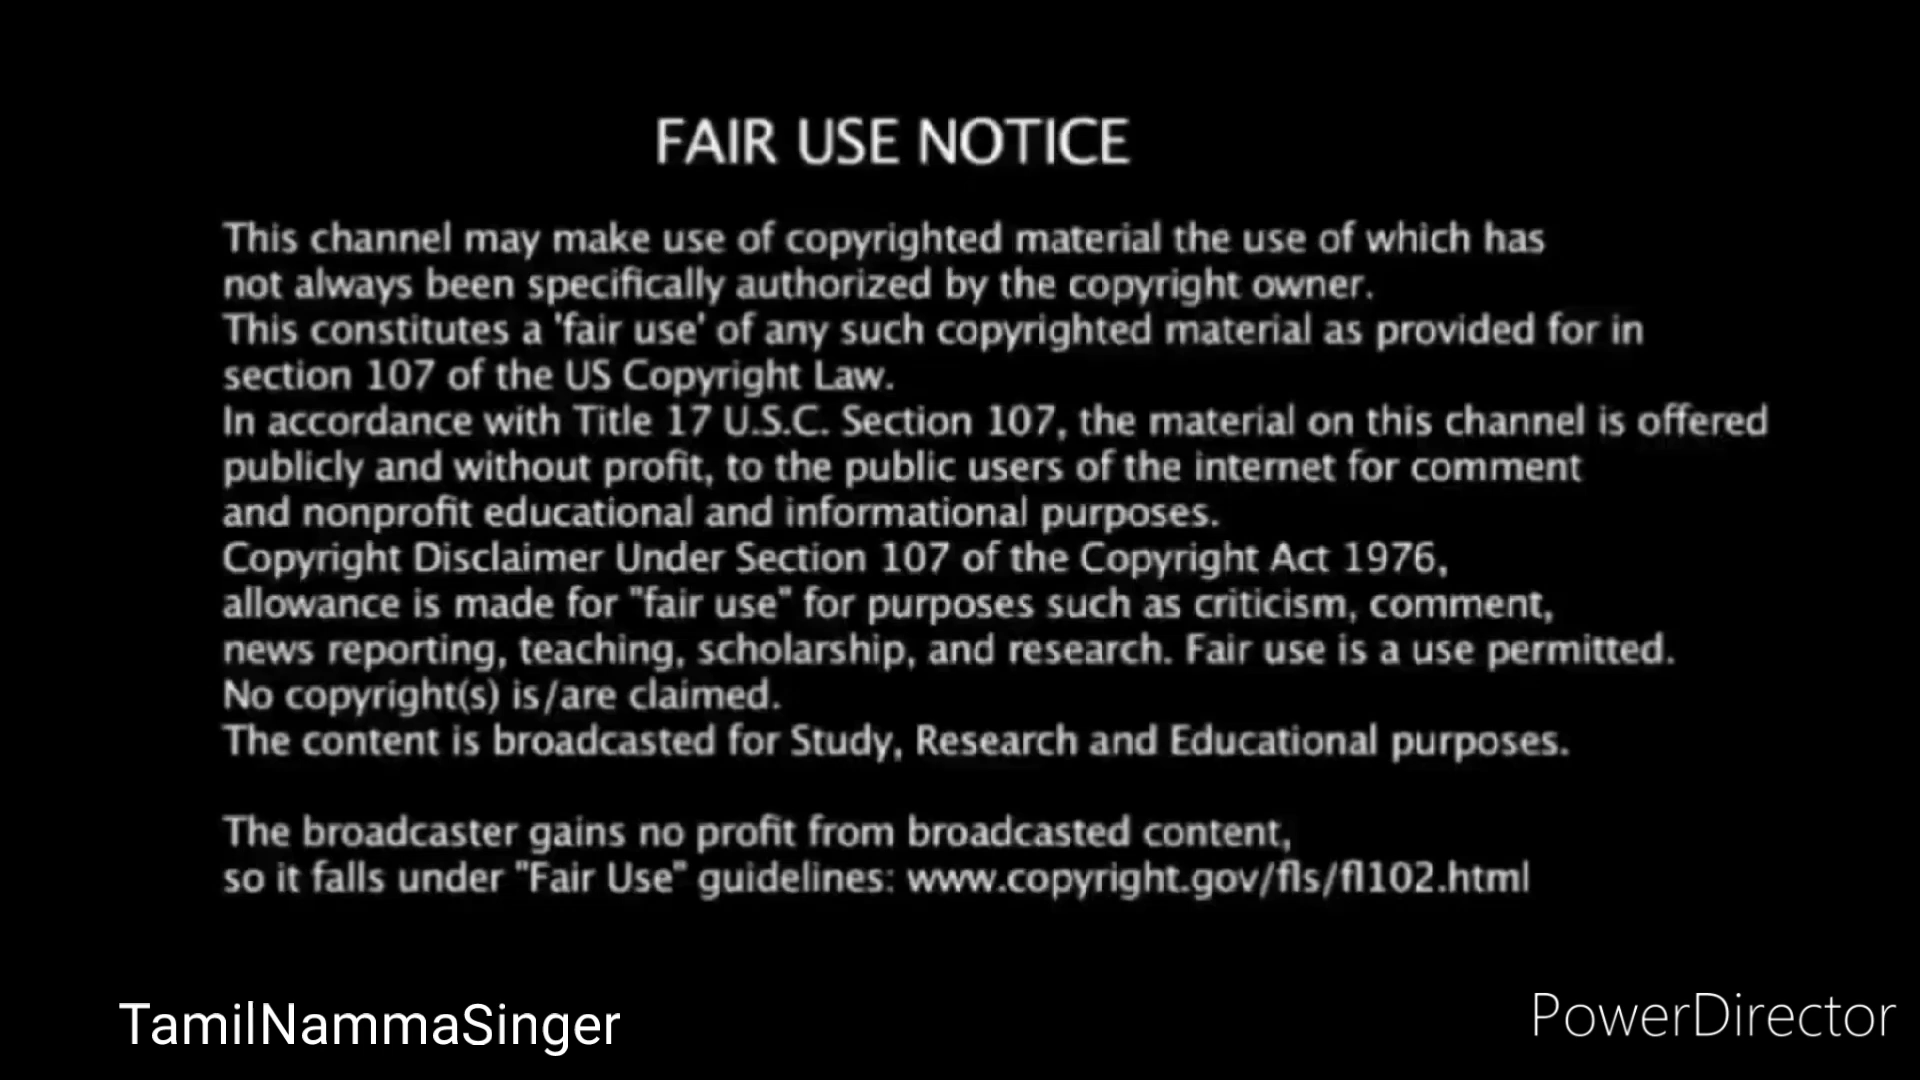 FAIR USE NOTICE
This channel may make use of copyrighted material the use of which has
not always been specifically authorized by the copyright owner.
This constitutes a 'fair use' of any such copyrighted material as provided for in
section 107 of the US Copyright Law.
In accordance with Title 17 U.S.C. Section 107, the material on this channel is offered
publicly and without profit, to the public users of the internet for comment
and nonprofit educational and informational purposes.
Copyright Disclaimer Under Section 107 of the Copyright Act 1976,
allowance is made for "fair use" for purposes such as criticism, comment,
news reporting, teaching, scholarship, and research. Fair use is a use permitted.
No copyright(s) is/are claimed.
The content is broadcasted for Study, Research and Educational purposes.
The broadcaster gains no profit from broadcasted content,
so it falls under "Fair Use" guidelines: www.copyright.gov/fls/fl102.html
TamilNammaSinger
PowerDirector